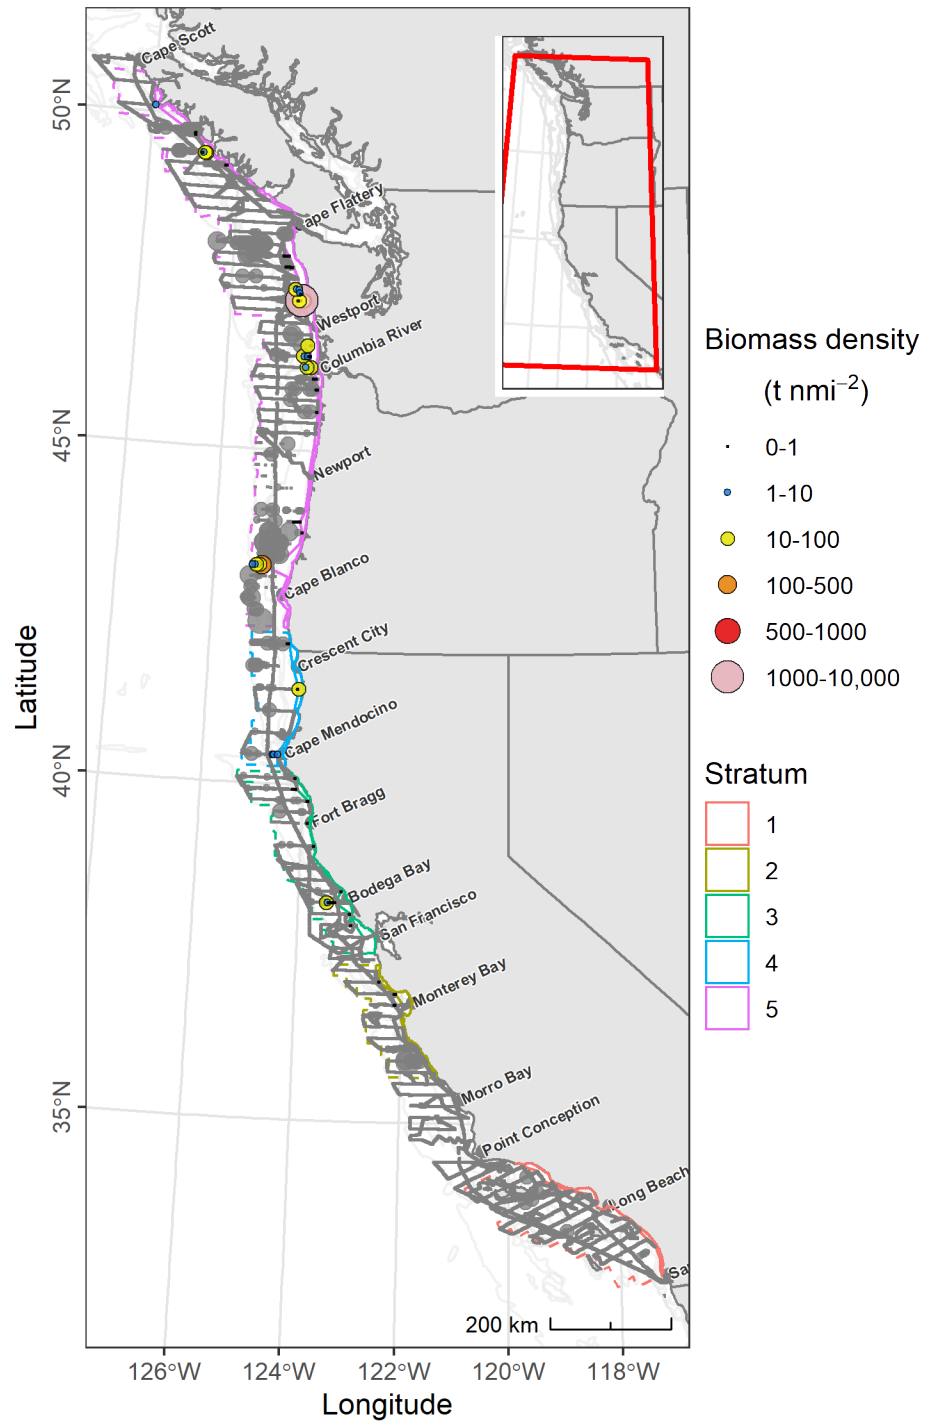 Cape Scott
50°N
ape Flattery
Westport
Columbia River
45°N
Newport
Cape Blanco
Crescent City
Cape Mendocino
40°N
Fort Bragg
Bodega Bay
San Francisco
Monterey Bay
35°N
Morro Bay
Point Conception
Long Beach
Sa
200 km
126°W 124°W 122°W 120°W 118°W
Longitude
Latitude
Biomass density
(t nmi−2)
0-1
1-10
10-100
100-500
500-1000
1000-10,000
Stratum
1
2
3
4
5